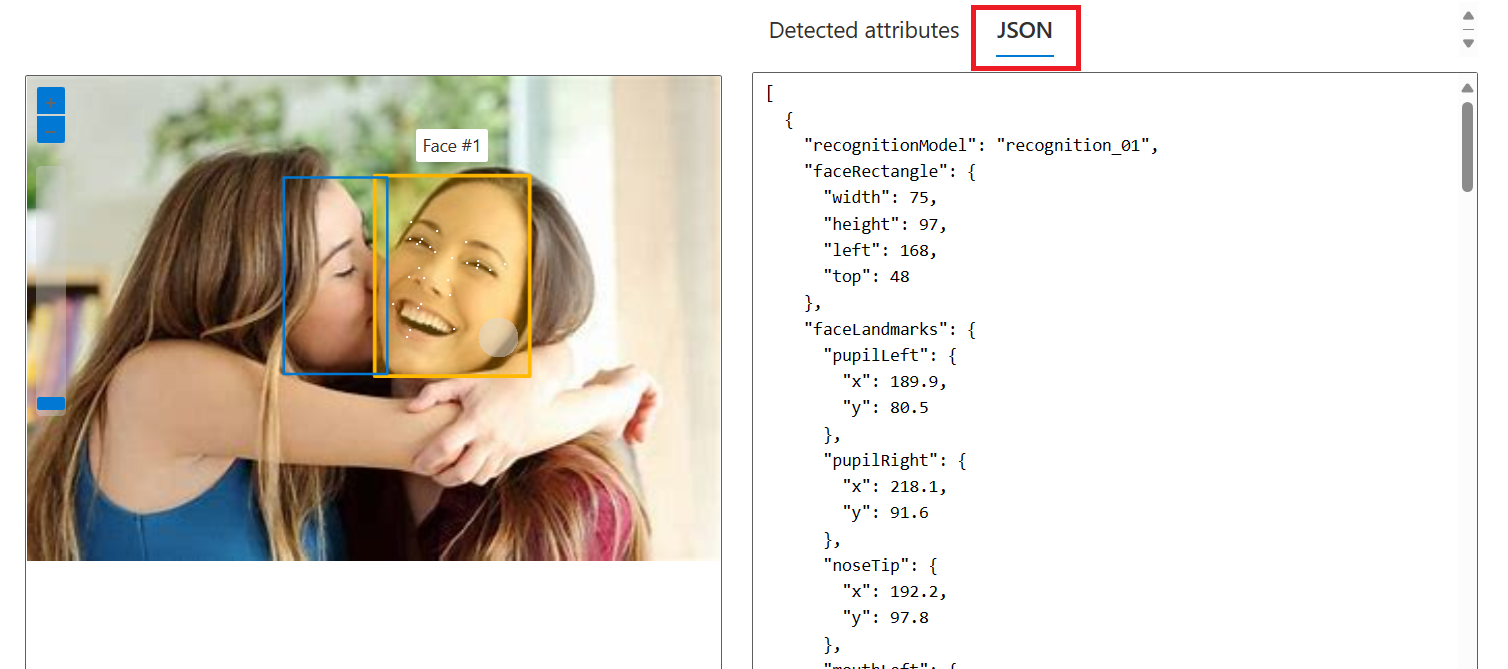 Detected attributes JSON
+
−
Face #1
[
{
"recognitionModel": "recognition_01",
"faceRectangle": {
"width": 75,
"height": 97,
"left": 168,
"top": 48
},
"faceLandmarks": {
"pupilLeft": {
"x": 189.9,
"y": 80.5
},
"pupilRight": {
"x": 218.1,
"y": 91.6
},
"noseTip": {
"x": 192.2,
"y": 97.8
},